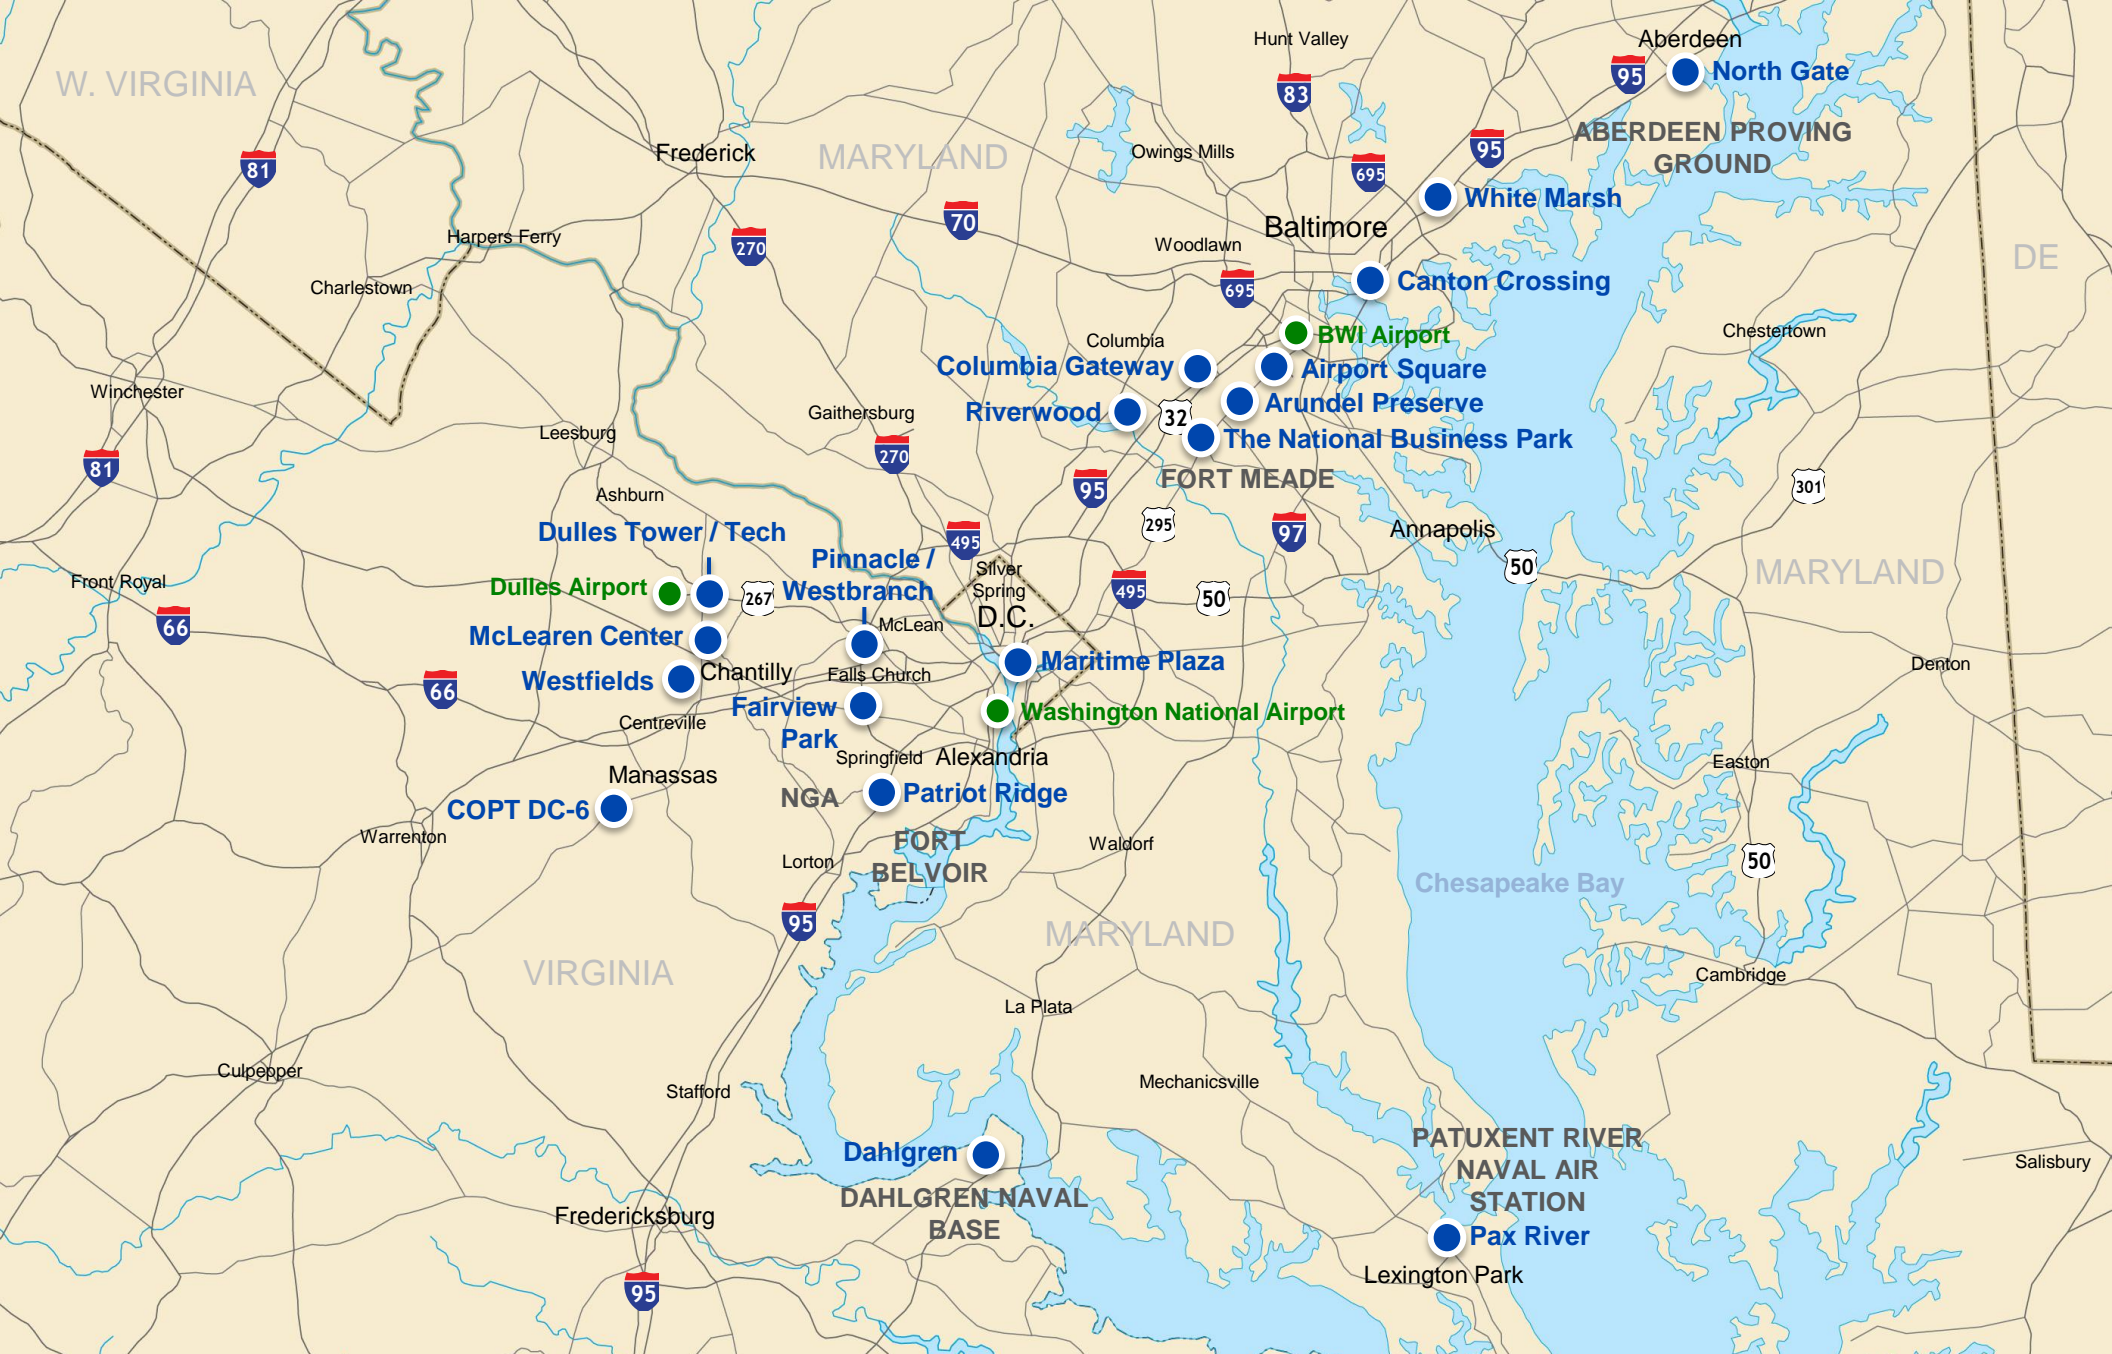 Hunt Valley
Aberdeen
95
North Gate
W. VIRGINIA
83
ABERDEEN PROVING
GROUND
81
Frederick
MARYLAND
Owings Mills
695
95
White Marsh
70
Baltimore
Harpers Ferry
270
Woodlawn
DE
Charlestown
695
Canton Crossing
Columbia
BWI Airport
Chestertown
Columbia Gateway
Airport Square
Winchester
Gaithersburg
Riverwood
32
Arundel Preserve
Leesburg
The National Business Park
81
270
FORT MEADE
Ashburn
95
301
Dulles Tower / Tech
495
295
97
Annapolis
Pinnacle /
Westbranch
Silver
Spring
50
MARYLAND
Front Royal
Dulles Airport
267
495
50
D.C.
66
McLearen Center
McLean
Maritime Plaza
Denton
Westfields
Chantilly
Falls Church
66
Centreville
Fairview
Park
Washington National Airport
Springfield
Alexandria
Easton
Manassas
NGA
Patriot Ridge
COPT DC-6
Warrenton
FORT
BELVOIR
Waldorf
Lorton
50
Chesapeake Bay
95
MARYLAND
VIRGINIA
Cambridge
La Plata
Culpepper
Stafford
Mechanicsville
Dahlgren
PATUXENT RIVER
NAVAL AIR
STATION
Salisbury
DAHLGREN NAVAL
BASE
Fredericksburg
Pax River
Lexington Park
95